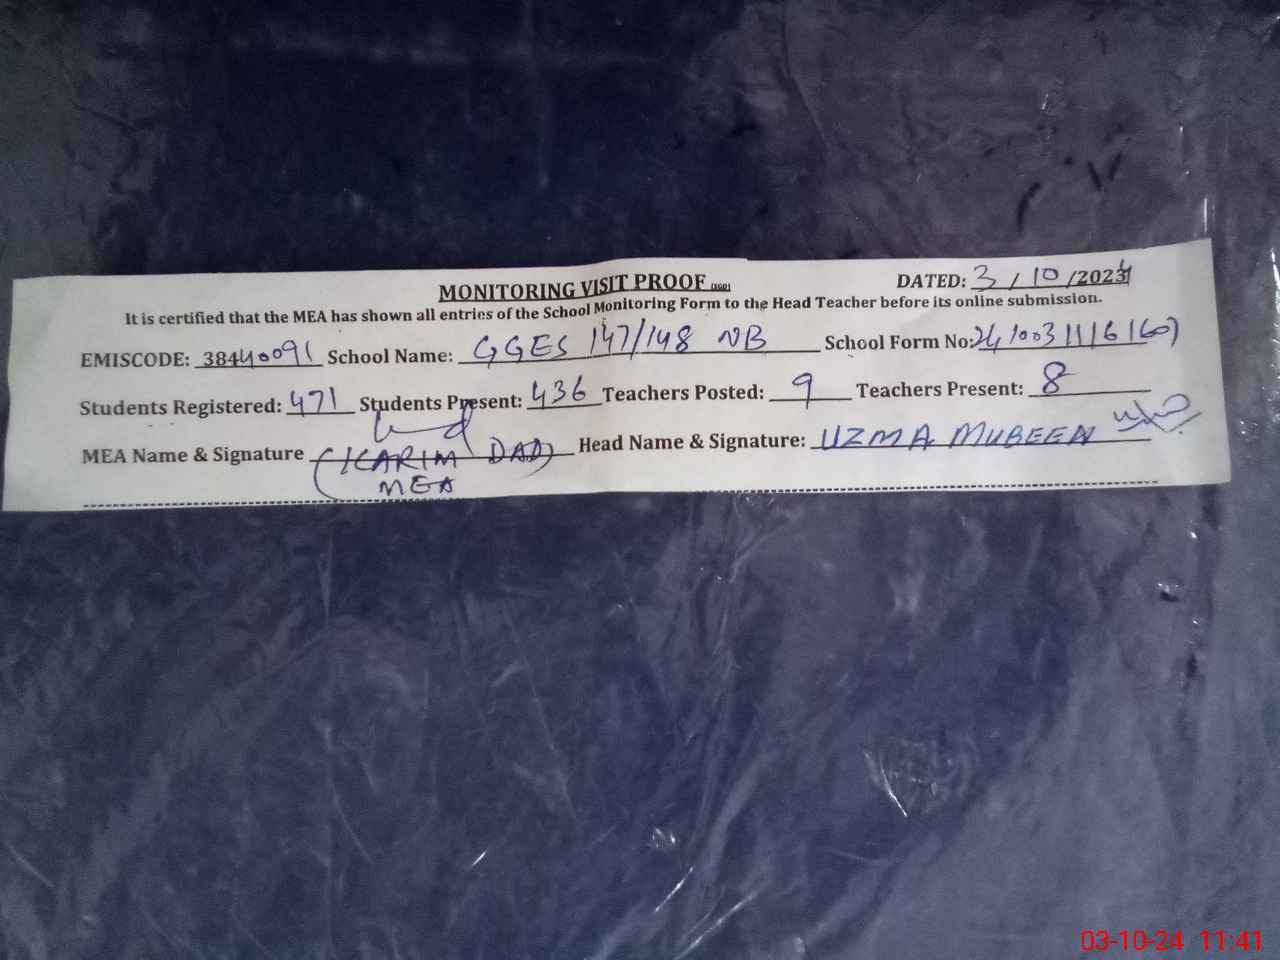 MONITORING VISIT PROOF (SGD) DATED: 3/10/2024
It is certified that the MEA has shown all entries of the School Monitoring Form to the Head Teacher before its online submission.
EMISCODE: 38440091 School Name: GGES 147/148 NB School Form No:
Students Registered: 471 Students Present: 436 Teachers Posted: 9 Teachers Present: 8
MEA Name & Signature (KARIM DAD) Head Name & Signature: UZMA MUBEEN
MEA
03-10-24 11:41